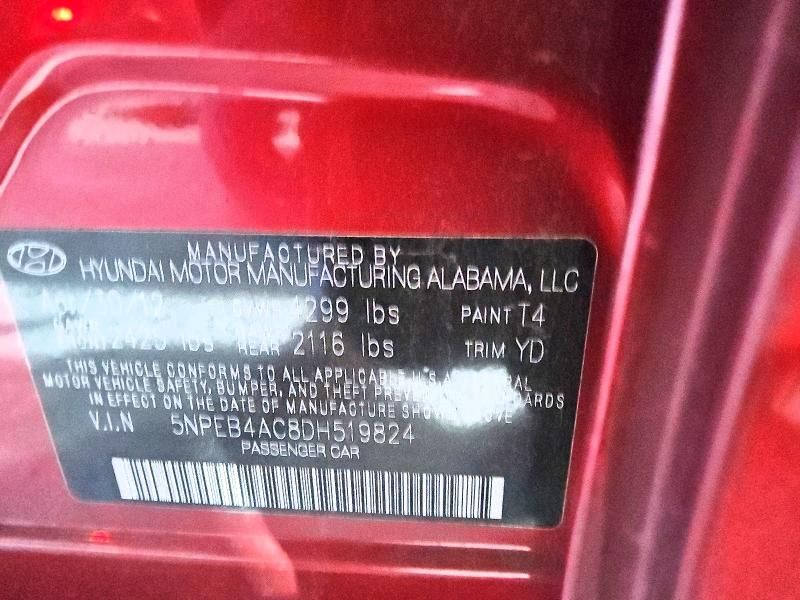 MANUFACTURED BY
HYUNDAI MOTOR MANUFACTURING ALABAMA, LLC
4299 lbs PAINT T4
REAR 2116 lbs TRIM YD
THIS VEHICLE CONFORMS TO ALL APPLICABLE U.S
MOTOR VEHICLE SAFETY, BUMPER, AND THEFT
IN EFFECT ON THE DATE OF MANUFACTURE
V.I.N 5NPEB4AC8DH519824
PASSENGER CAR